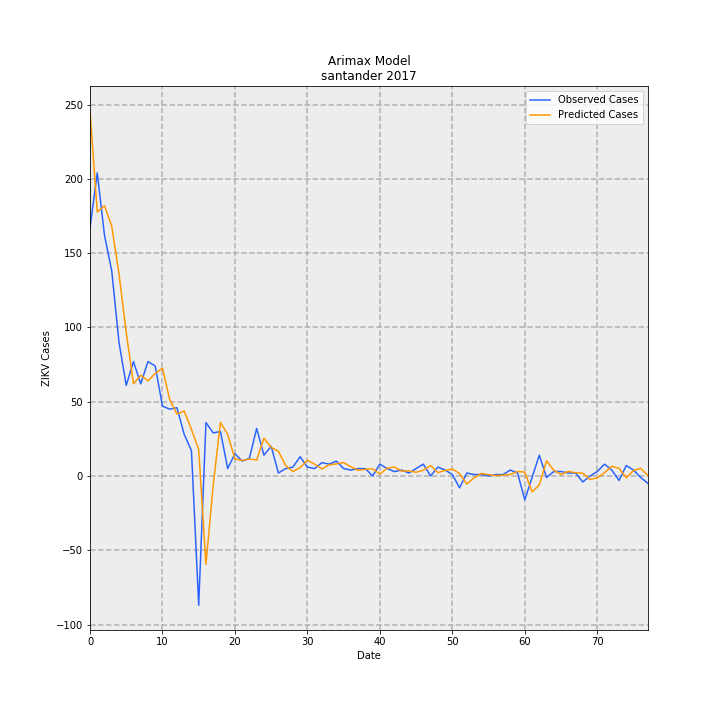 Arimax Model
santander 2017
Observed Cases
Predicted Cases
250
200
150
100
50
0
−50
−100
ZIKV Cases
0 10 20 30 40 50 60 70
Date